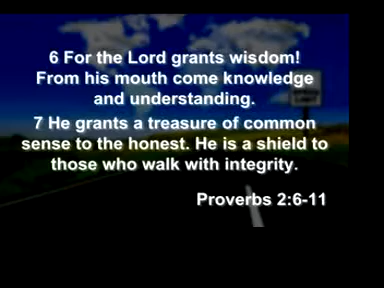 6 For the Lord grants wisdom!
From his mouth come knowledge
and understanding.
7 He grants a treasure of common
sense to the honest. He is a shield to
those who walk with integrity.
Proverbs 2:6-11